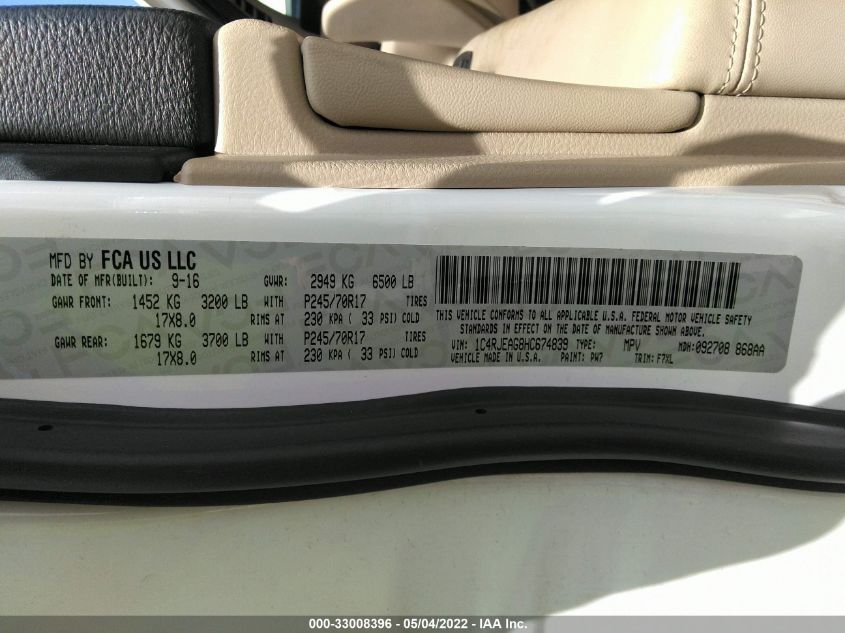 MFD BY FCA US LLC
DATE OF MFR(BUILT): 9-16 GVWR: 2949 KG 6500 LB
GAWR FRONT: 1452 KG 3200 LB WITH P245/70R17 TIRES
17X8.0 RIMS AT 230 KPA ( 33 PSI) COLD
GAWR REAR: 1679 KG 3700 LB WITH P245/70R17 TIRES
17X8.0 RIMS AT 230 KPA ( 33 PSI) COLD
THIS VEHICLE CONFORMS TO ALL APPLICABLE U.S.A. FEDERAL MOTOR VEHICLE SAFETY
STANDARDS IN EFFECT ON THE DATE OF MANUFACTURE SHOWN ABOVE.
VIN: 1C4RJEAG8HC674839 TYPE: MPV MDH: 092708 868AA
VEHICLE MADE IN U.S.A. PAINT: PW7 TRIM: F7XL
000-33008396 - 05/04/2022 - IAA Inc.